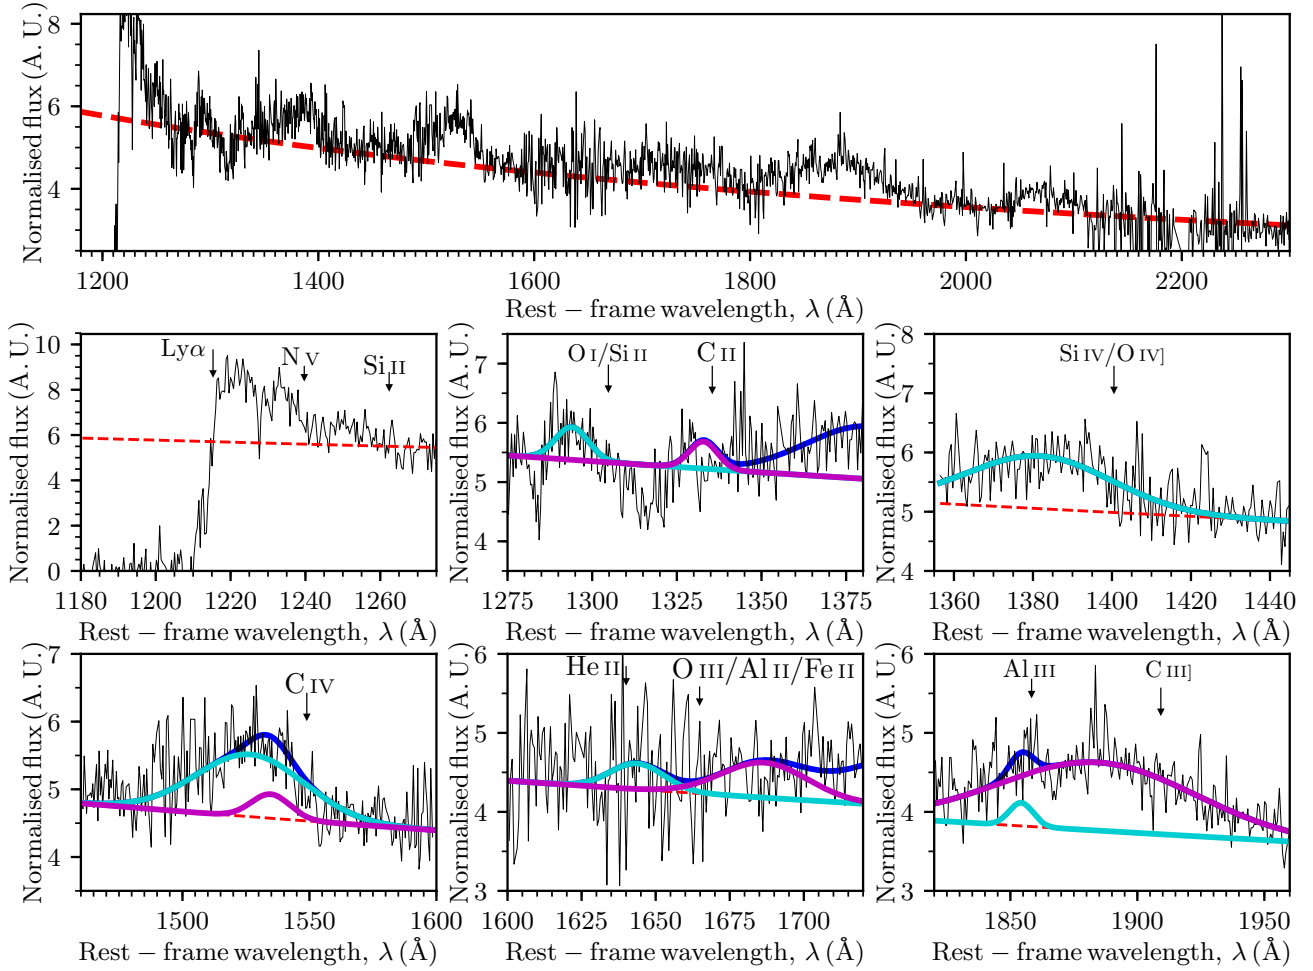 Normalised flux (A. U.)
8
6
4
1200 1400 1600 1800 2000 2200
Rest − frame wavelength, λ (Å)
Normalised flux (A. U.)
10
8
6
4
2
0
Lyα
N V
Si II
1180 1200 1220 1240 1260
Rest − frame wavelength, λ (Å)
Normalised flux (A. U.)
7
6
5
4
O I/Si II
C II
1275 1300 1325 1350 1375
Rest − frame wavelength, λ (Å)
Normalised flux (A. U.)
8
7
6
5
4
Si IV/O IV]
1360 1380 1400 1420 1440
Rest − frame wavelength, λ (Å)
Normalised flux (A. U.)
7
6
5
4
C IV
1500 1550 1600
Rest − frame wavelength, λ (Å)
Normalised flux (A. U.)
6
5
4
3
He II
O III/Al II/Fe II
1600 1625 1650 1675 1700
Rest − frame wavelength, λ (Å)
Normalised flux (A. U.)
6
5
4
3
Al III
C III]
1850 1900 1950
Rest − frame wavelength, λ (Å)